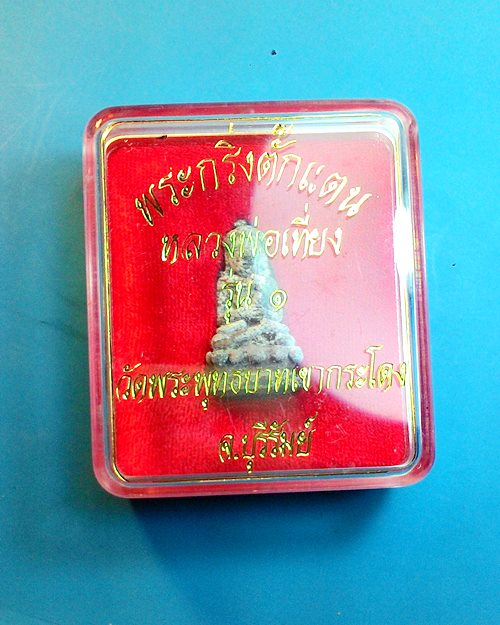 พระกริ่งตั๊กแตน
หลวงพ่อเที่ยง
รุ่น ๑
วัดพระพุทธบาทเขากระโดง
จ.บุรีรัมย์